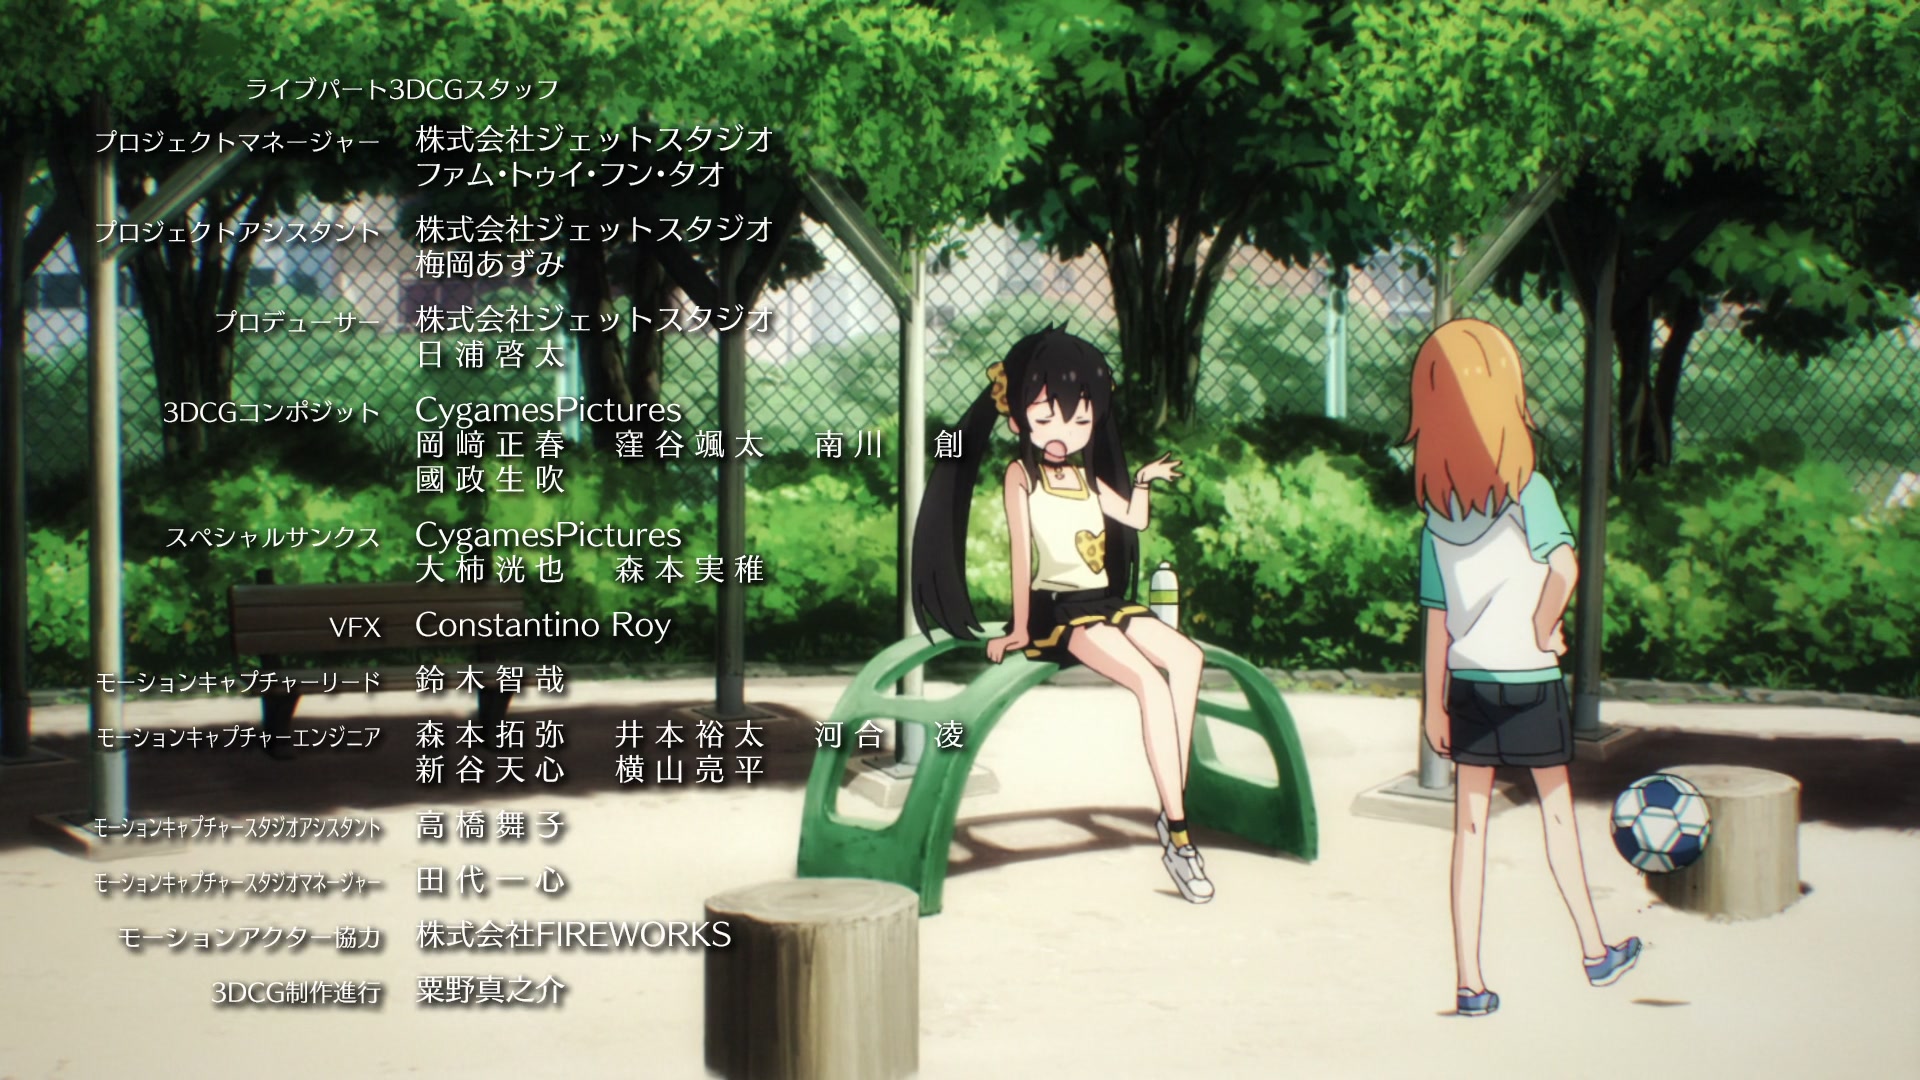 ライブパート3DCGスタッフ
プロジェクトマネージャー 株式会社ジェットスタジオ
ファム・トゥイ・フン・タオ
プロジェクトアシスタント 株式会社ジェットスタジオ
梅岡あずみ
プロデューサー 株式会社ジェットスタジオ
日浦啓太
3DCGコンポジット CygamesPictures
岡﨑正春 窪谷颯太 南川 創
國政生吹
スペシャルサンクス CygamesPictures
大柿洸也 森本実稚
VFX Constantino Roy
モーションキャプチャーリード 鈴木智哉
モーションキャプチャーエンジニア 森本拓弥 井本裕太 河合 凌
新谷天心 横山亮平
モーションキャプチャースタジオアシスタント 高橋舞子
モーションキャプチャースタジオマネージャー 田代一心
モーションアクター協力 株式会社FIREWORKS
3DCG制作進行 粟野真之介